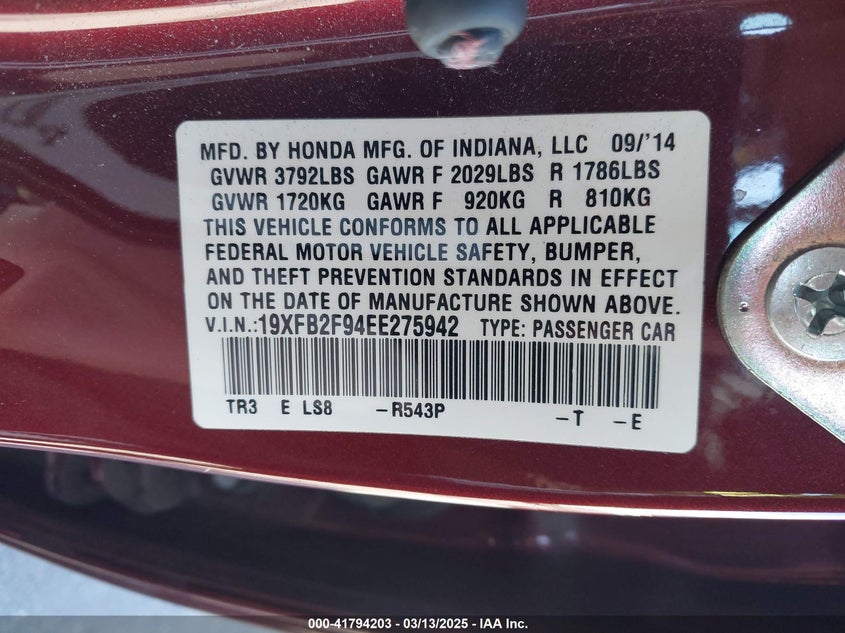 MFD. BY HONDA MFG. OF INDIANA, LLC 09/'14
GVWR 3792LBS GAWR F 2029LBS R 1786LBS
GVWR 1720KG GAWR F 920KG R 810KG
THIS VEHICLE CONFORMS TO ALL APPLICABLE
FEDERAL MOTOR VEHICLE SAFETY, BUMPER,
AND THEFT PREVENTION STANDARDS IN EFFECT
ON THE DATE OF MANUFACTURE SHOWN ABOVE.
V.I.N.:19XFB2F94EE275942 TYPE: PASSENGER CAR
TR3 E LS8 -R543P -T -E
000-41794203 - 03/13/2025 - IAA Inc.